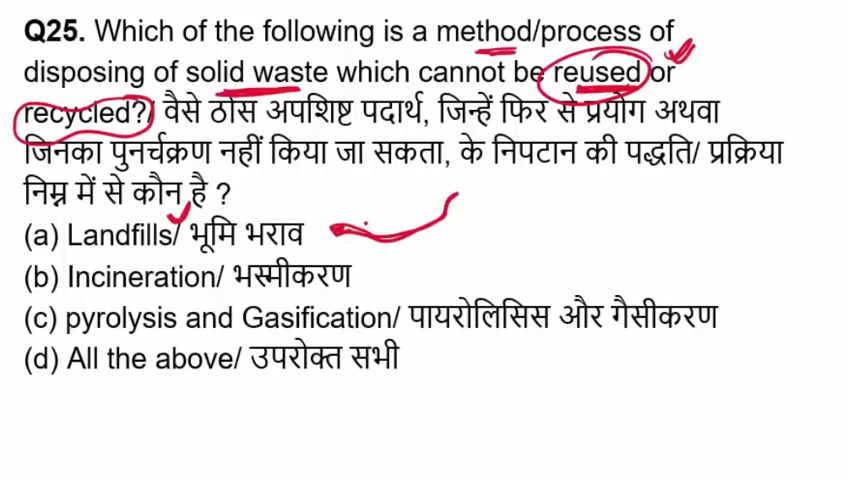 Q25. Which of the following is a method/process of
disposing of solid waste which cannot be reused or
recycled?/ वैसे ठोस अपशिष्ट पदार्थ, जिन्हें फिर से प्रयोग अथवा
जिनका पुनर्चक्रण नहीं किया जा सकता, के निपटान की पद्धति/ प्रक्रिया
निम्न में से कौन है ?
(a) Landfills/ भूमि भराव
(b) Incineration/ भस्मीकरण
(c) pyrolysis and Gasification/ पायरोलिसिस और गैसीकरण
(d) All the above/ उपरोक्त सभी